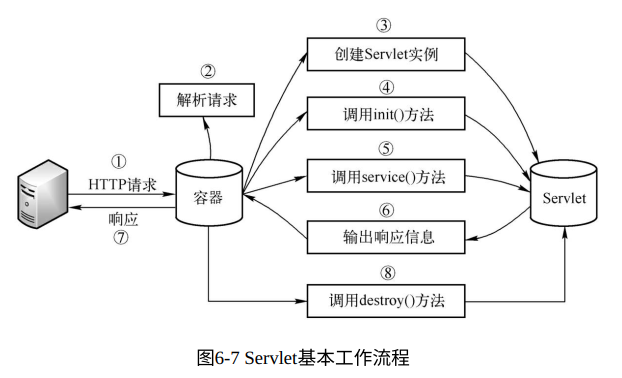 ③
创建Servlet实例
②
解析请求
④
调用init()方法
①
HTTP请求
容器
⑤
调用service()方法
Servlet
响应
⑦
⑥
输出响应信息
⑧
调用destroy()方法
图6-7 Servlet基本工作流程